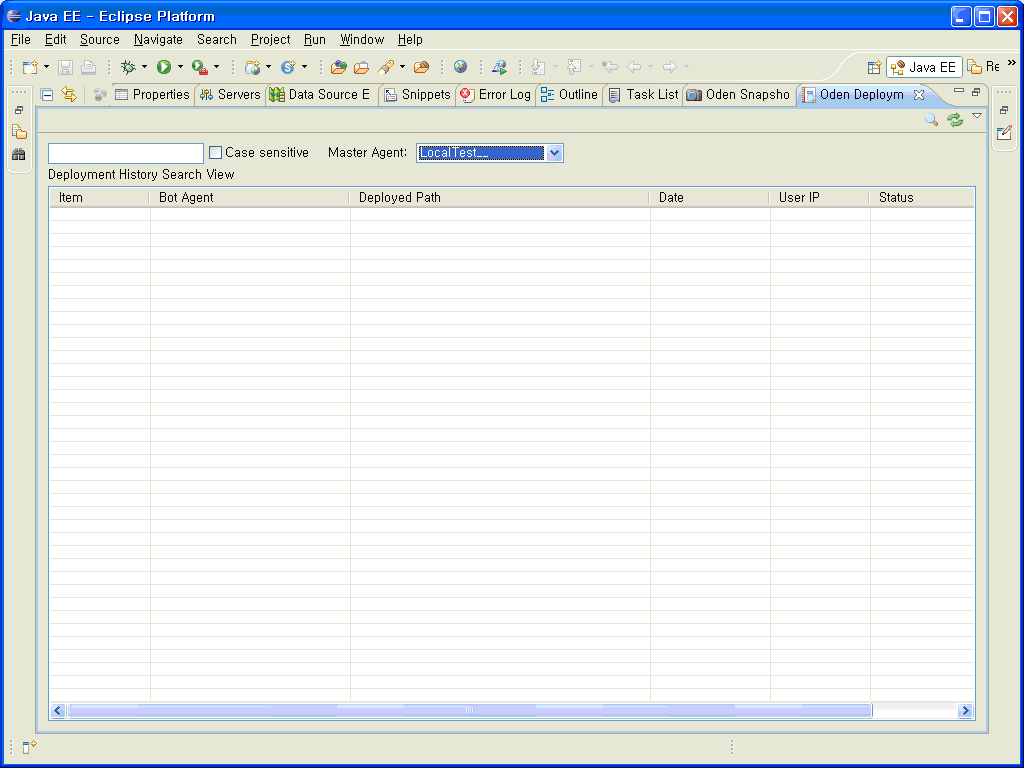 Java EE - Eclipse Platform
File Edit Source Navigate Search Project Run Window Help
Java EE Re
Properties Servers Data Source E Snippets Error Log Outline Task List Oden Snapsho Oden Deploym
Case sensitive Master Agent: LocalTest__
Deployment History Search View
Item Bot Agent Deployed Path Date User IP Status